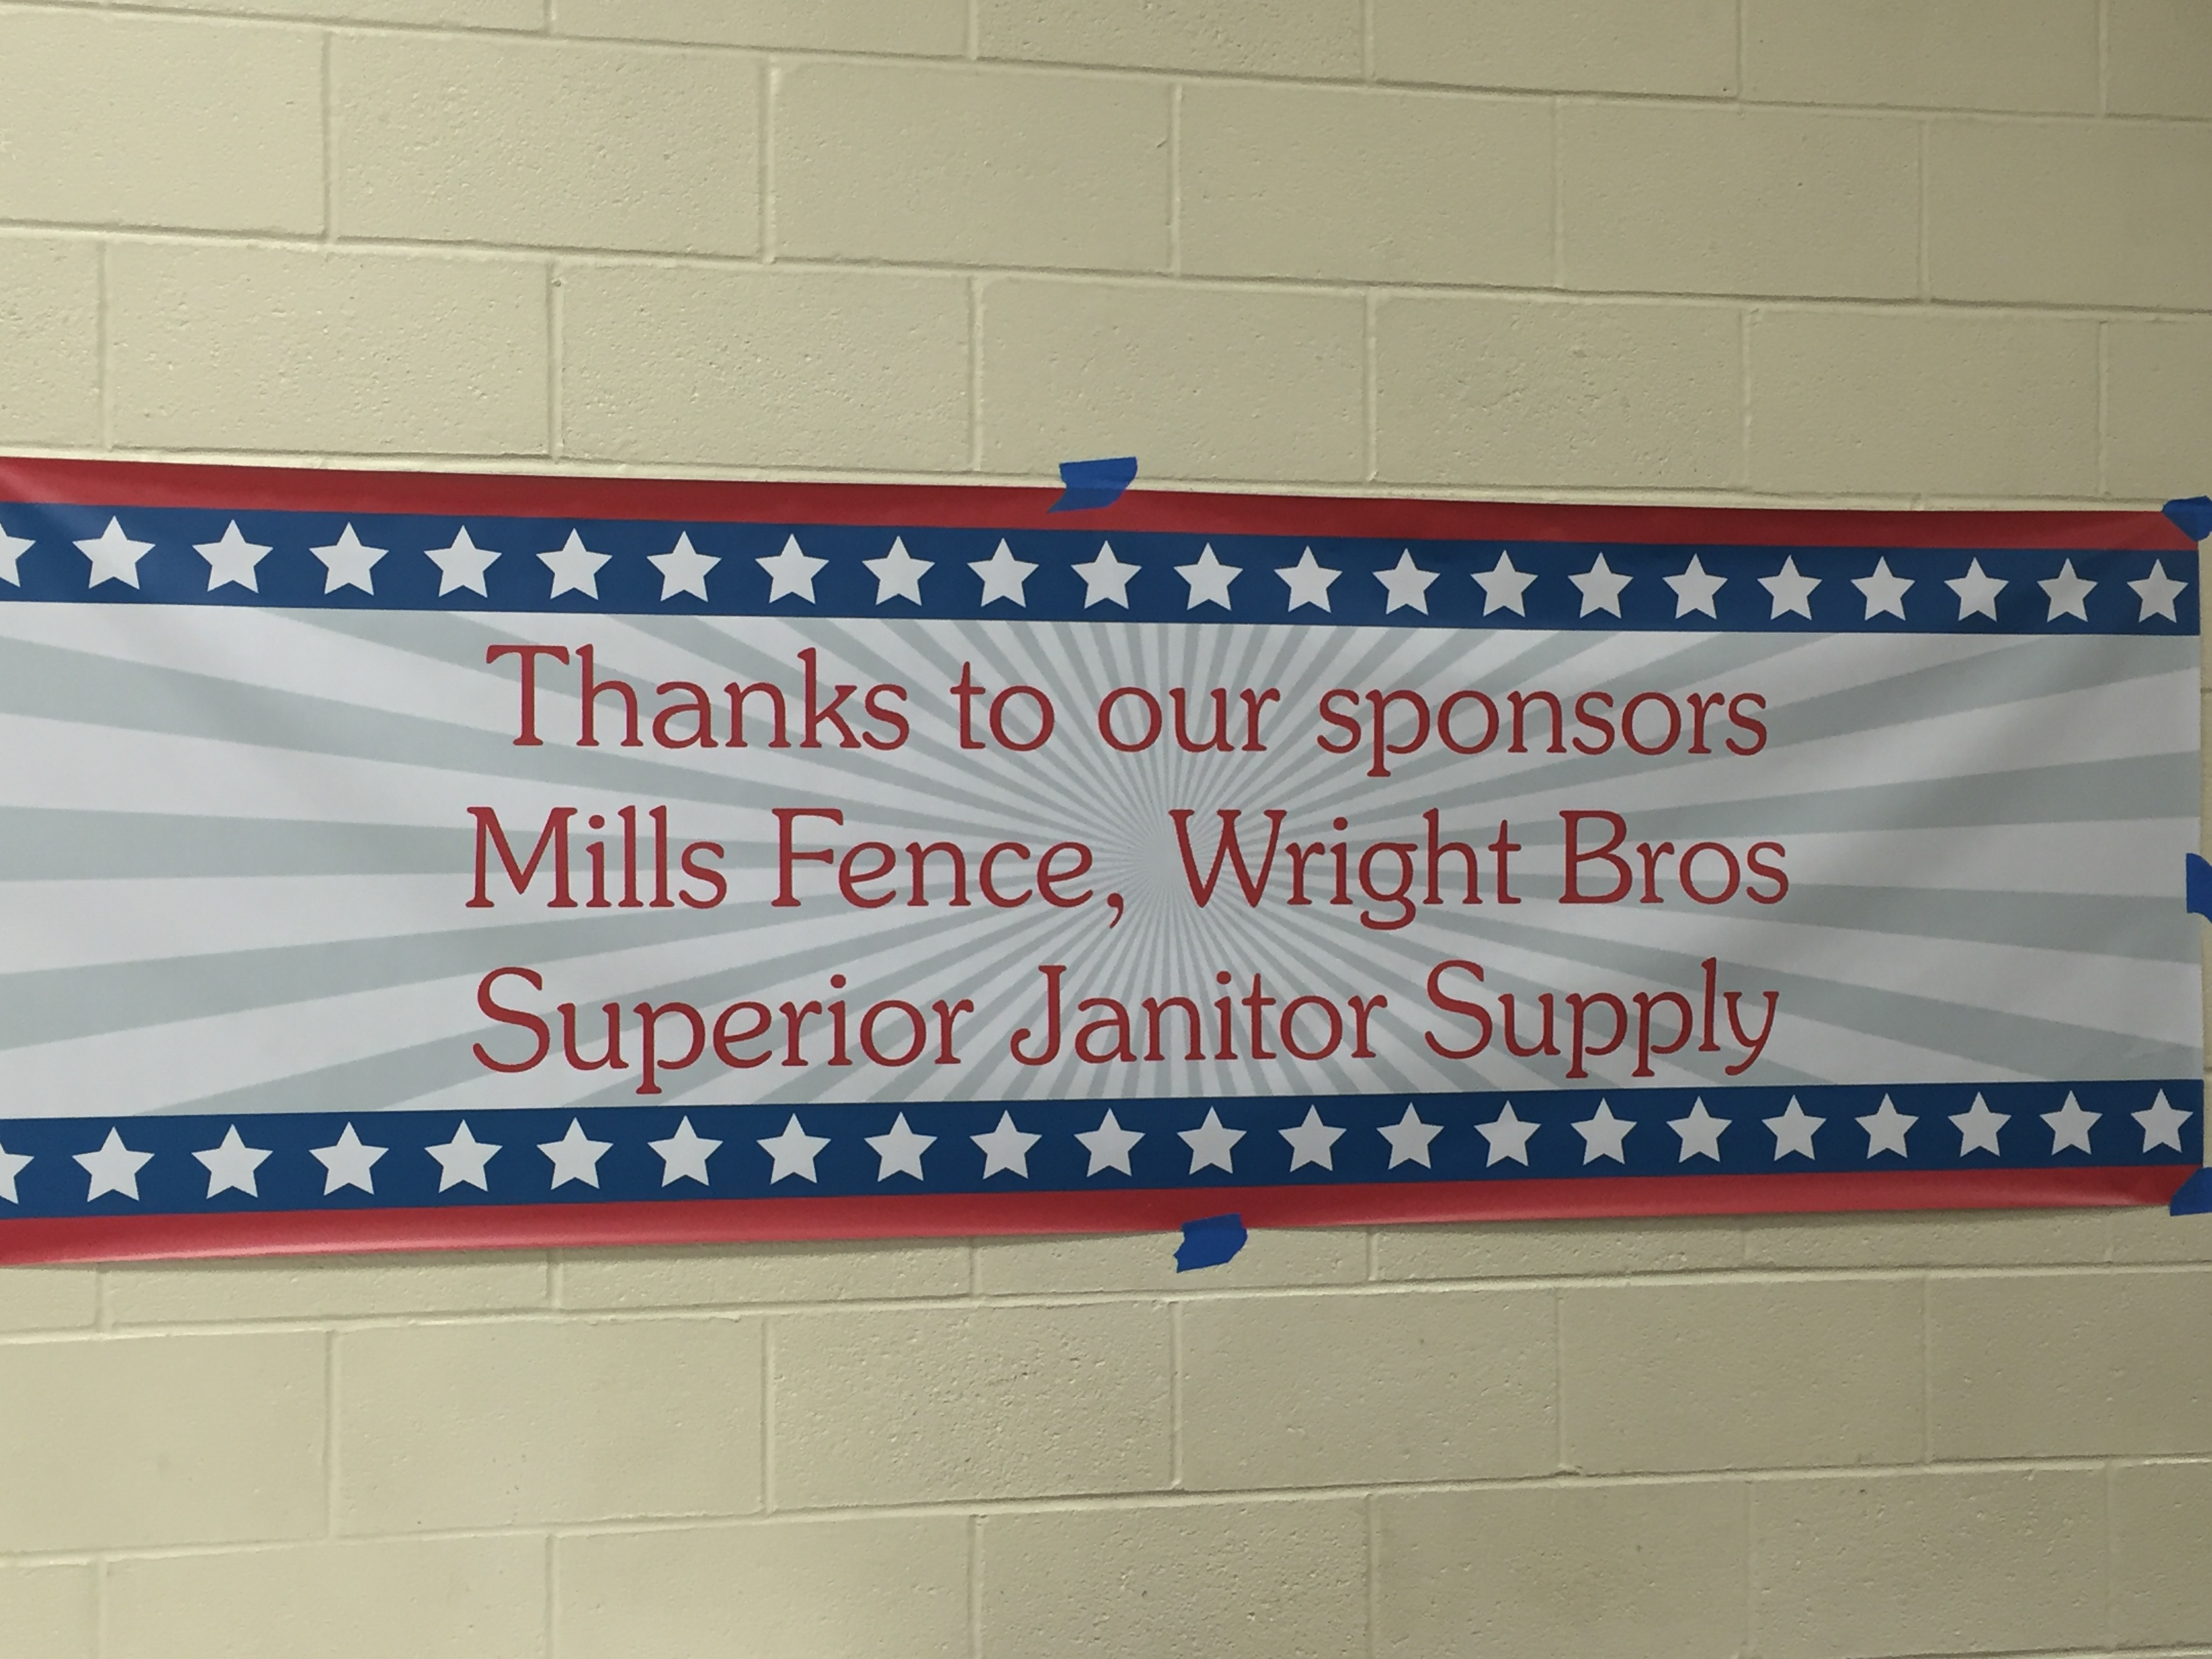 Thanks to our sponsors
Mills Fence, Wright Bros
Superior Janitor Supply